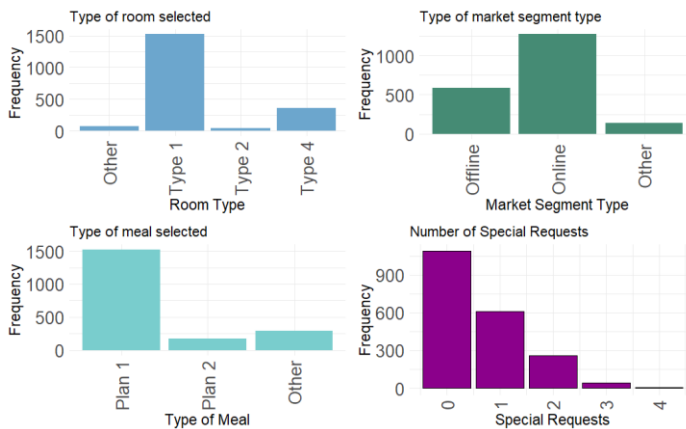 Type of room selected
Frequency
1500
1000
500
0
Other
Type 1
Type 2
Type 4
Room Type
Type of market segment type
Frequency
1000
500
0
Offline
Online
Other
Market Segment Type
Type of meal selected
Frequency
1500
1000
500
0
Plan 1
Plan 2
Other
Type of Meal
Number of Special Requests
Frequency
900
600
300
0
0
1
2
3
4
Special Requests